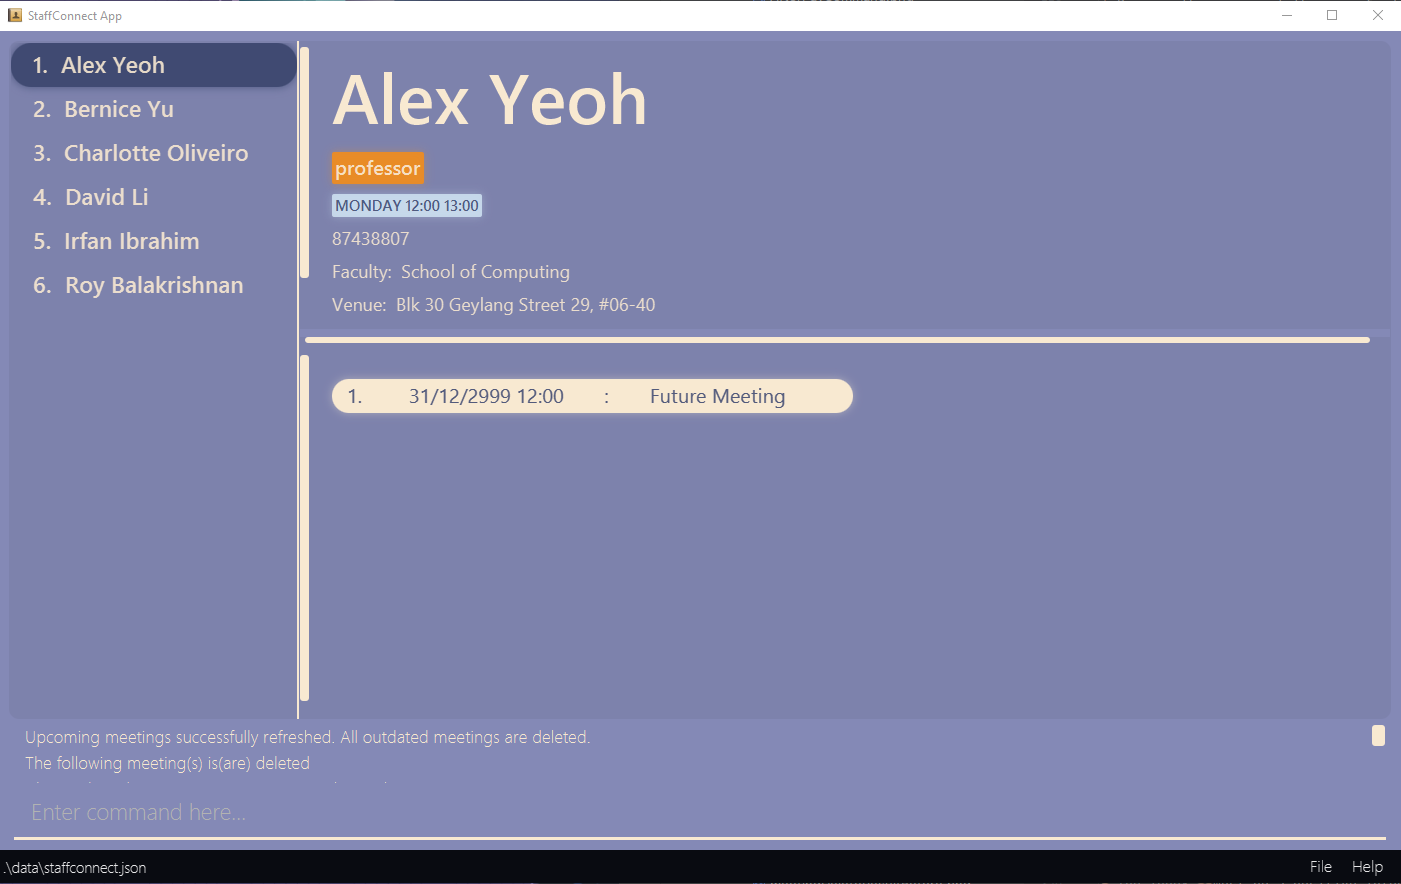 StaffConnect App
1. Alex Yeoh
2. Bernice Yu
3. Charlotte Oliveiro
4. David Li
5. Irfan Ibrahim
6. Roy Balakrishnan
Alex Yeoh
professor
MONDAY 12:00 13:00
87438807
Faculty: School of Computing
Venue: Blk 30 Geylang Street 29, #06-40
1. 31/12/2999 12:00 : Future Meeting
Upcoming meetings successfully refreshed. All outdated meetings are deleted.
The following meeting(s) is(are) deleted
Enter command here...
.\data\staffconnect.json
File Help